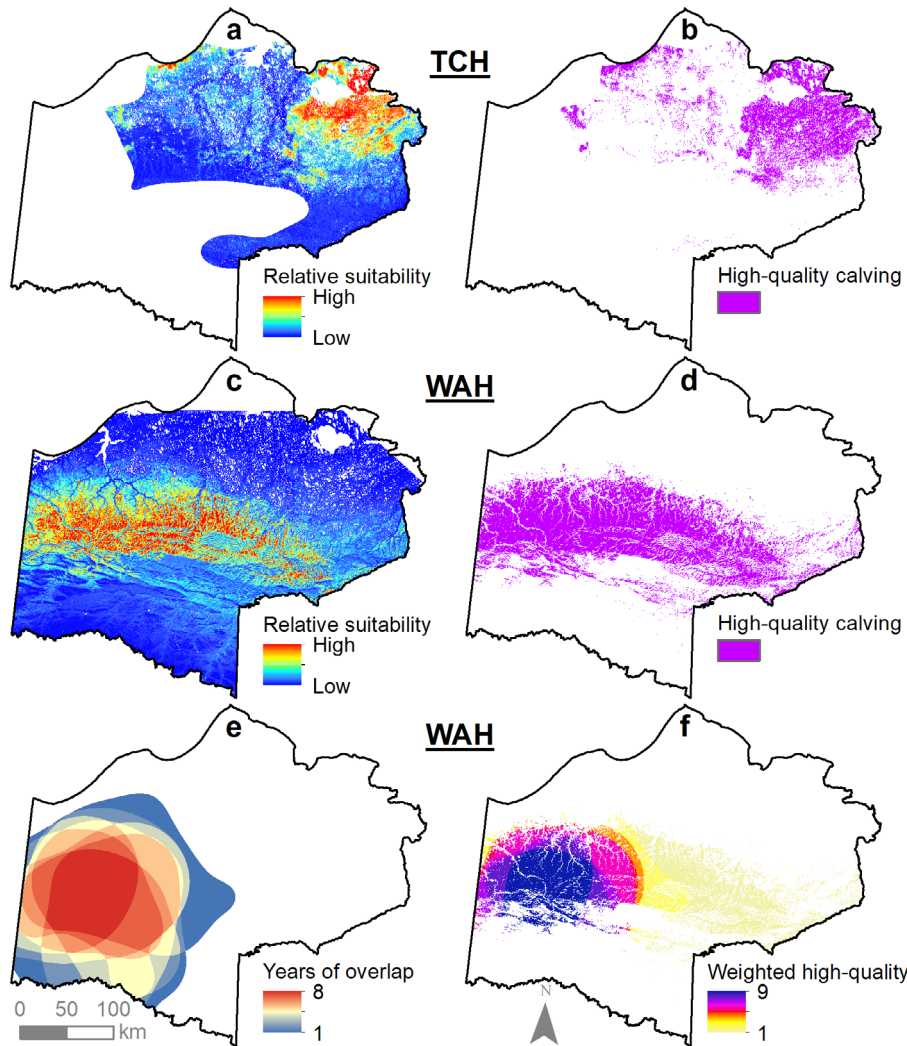 a
TCH
b
Relative suitability
High
Low
High-quality calving
c
WAH
d
Relative suitability
High
Low
High-quality calving
e
WAH
f
Years of overlap
8
1
0 50 100
km
N
Weighted high-quality
9
1